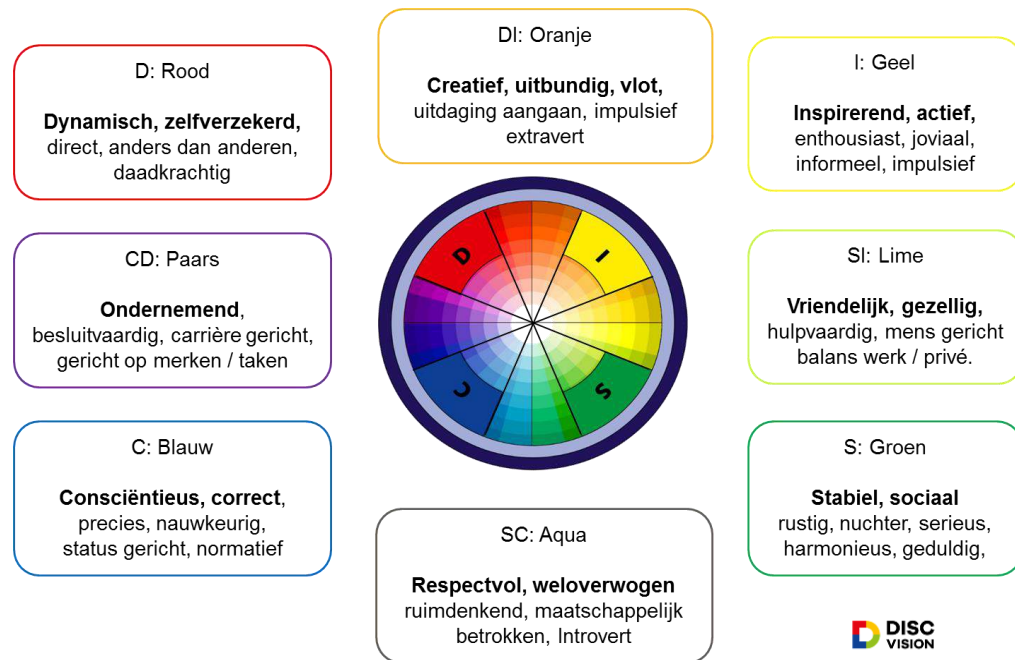 D: Rood
Dynamisch, zelfverzekerd,
direct, anders dan anderen,
daadkrachtig
DI: Oranje
Creatief, uitbundig, vlot,
uitdaging aangaan, impulsief
extravert
I: Geel
Inspirerend, actief,
enthousiast, joviaal,
informeel, impulsief
CD: Paars
Ondernemend,
besluitvaardig, carrière gericht,
gericht op merken / taken
D
I
C
S
SI: Lime
Vriendelijk, gezellig,
hulpvaardig, mens gericht
balans werk / privé.
C: Blauw
Consciëntieus, correct,
precies, nauwkeurig,
status gericht, normatief
SC: Aqua
Respectvol, weloverwogen
ruimdenkend, maatschappelijk
betrokken, Introvert
S: Groen
Stabiel, sociaal
rustig, nuchter, serieus,
harmonieus, geduldig,
DISC
VISION